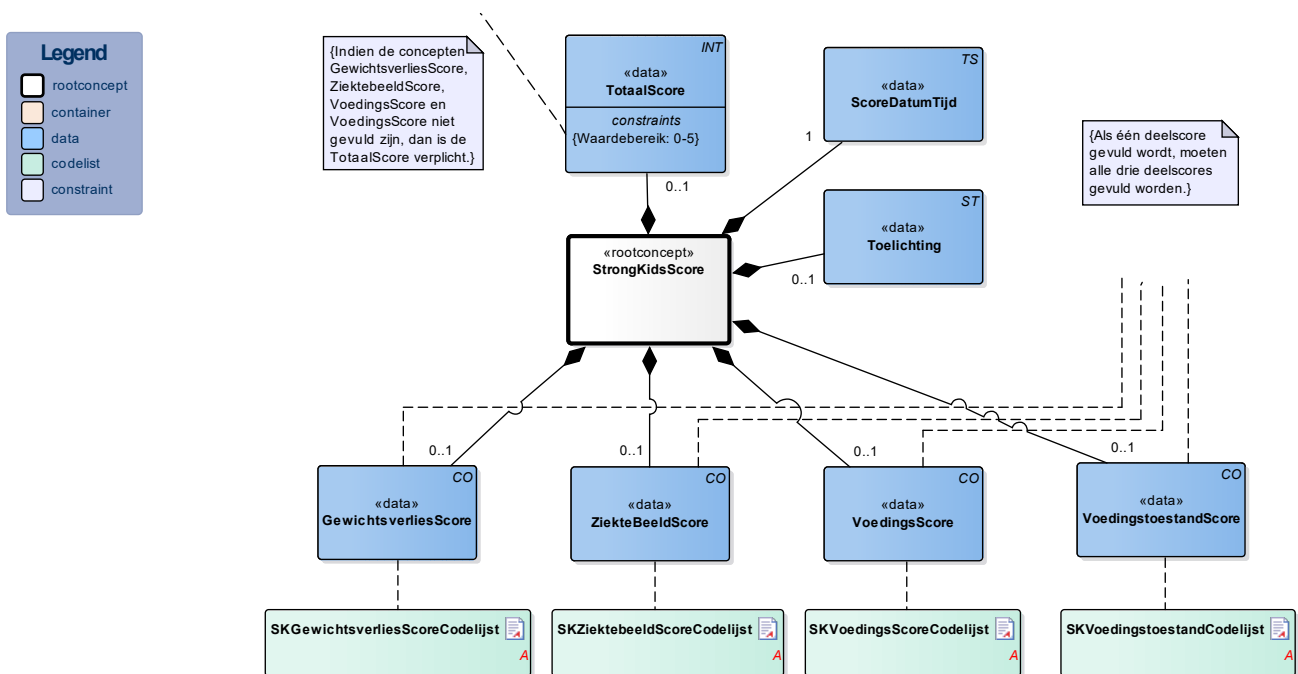 Legend
rootconcept
container
data
codelist
constraint
{Indien de concepten
GewichtsverliesScore,
ZiektebeeldScore,
VoedingsScore en
VoedingsScore niet
gevuld zijn, dan is de
TotaalScore verplicht.}
INT
«data»
TotaalScore
constraints
{Waardebereik: 0-5}
0..1
TS
«data»
ScoreDatumTijd
1
{Als één deelscore
gevuld wordt, moeten
alle drie deelscores
gevuld worden.}
ST
«data»
Toelichting
0..1
«rootconcept»
StrongKidsScore
0..1
0..1
0..1
0..1
CO
«data»
GewichtsverliesScore
CO
«data»
ZiekteBeeldScore
CO
«data»
VoedingsScore
CO
«data»
VoedingstoestandScore
SKGewichtsverliesScoreCodelijst
A
SKZiektebeeldScoreCodelijst
A
SKVoedingsScoreCodelijst
A
SKVoedingstoestandCodelijst
A